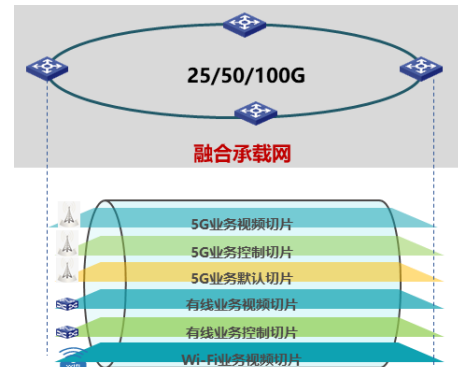 25/50/100G
融合承载网
5G业务视频切片
5G业务控制切片
5G业务默认切片
有线业务视频切片
有线业务控制切片
Wi-Fi业务视频切片